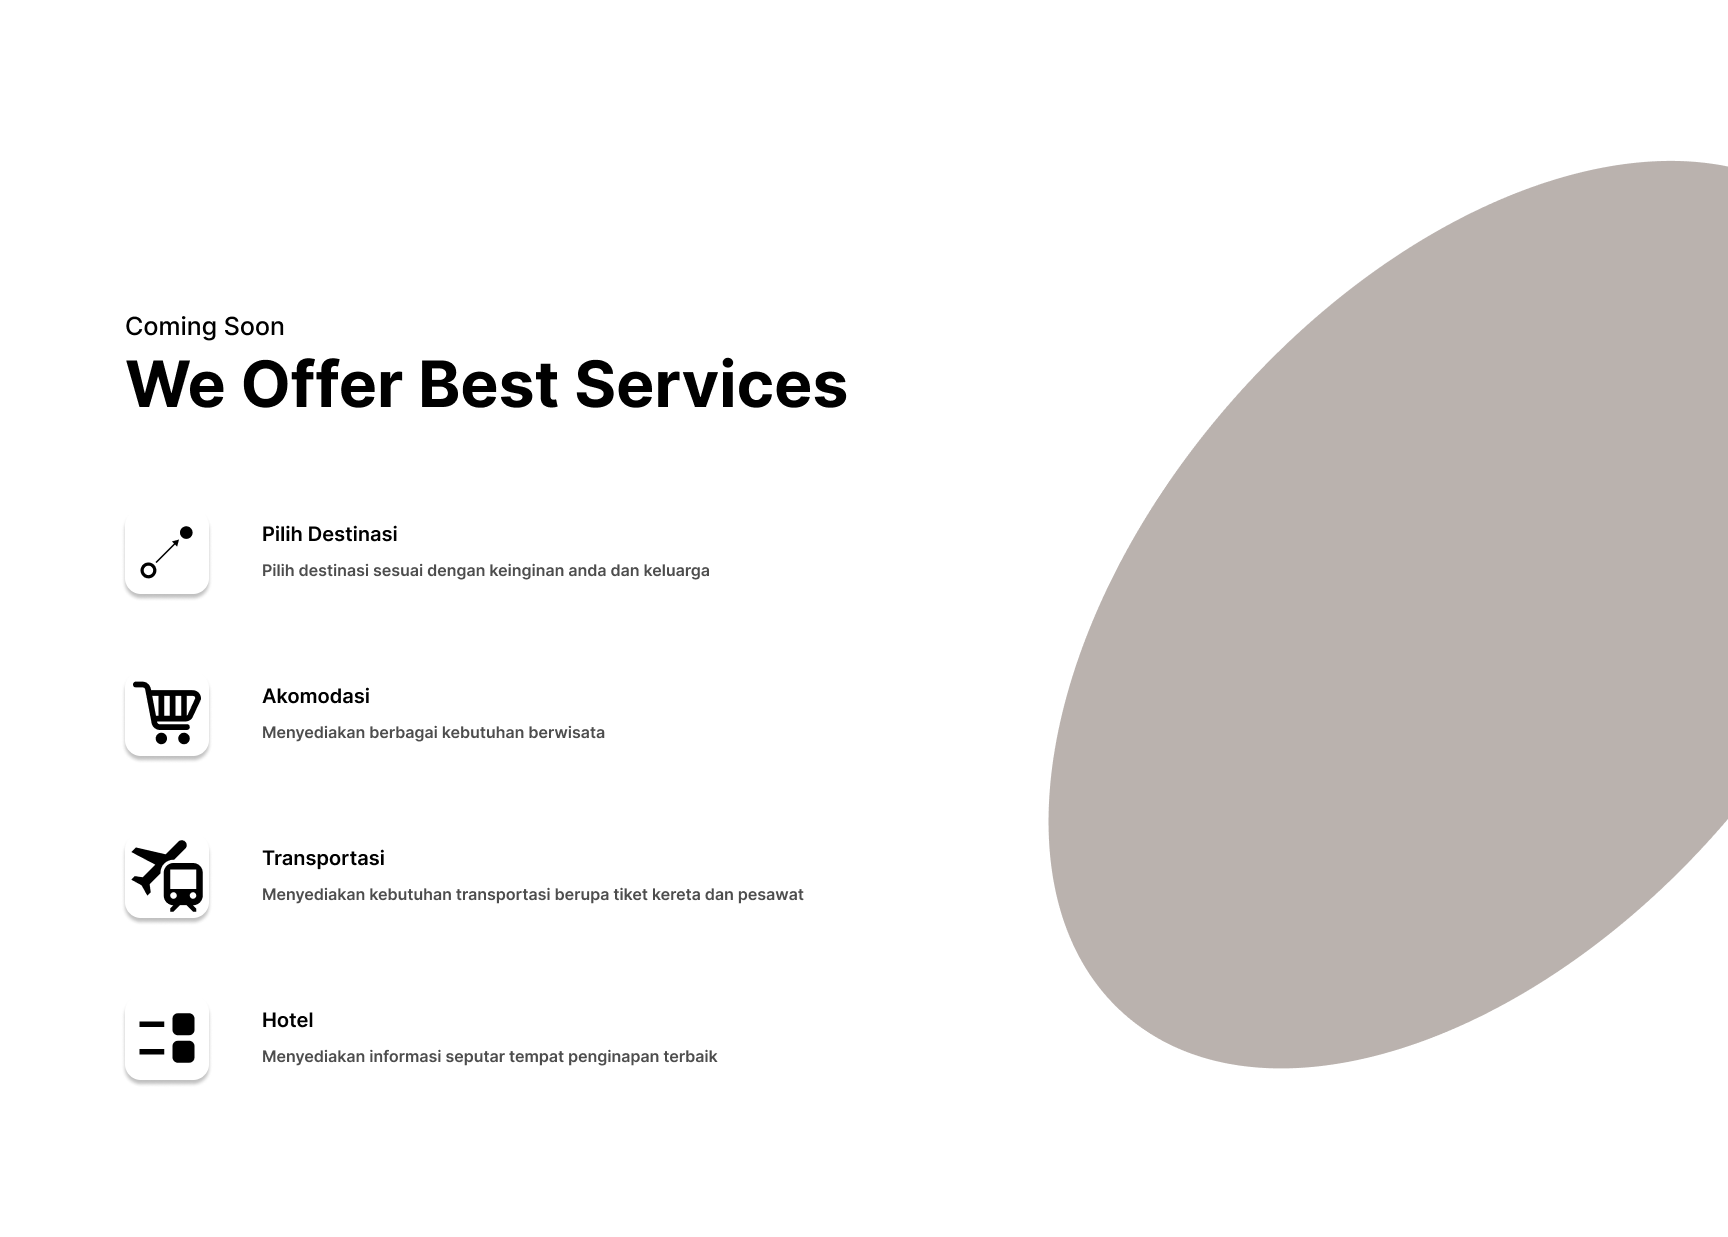 Coming Soon
We Offer Best Services
Pilih Destinasi
Pilih destinasi sesuai dengan keinginan anda dan keluarga
Akomodasi
Menyediakan berbagai kebutuhan berwisata
Transportasi
Menyediakan kebutuhan transportasi berupa tiket kereta dan pesawat
Hotel
Menyediakan informasi seputar tempat penginapan terbaik